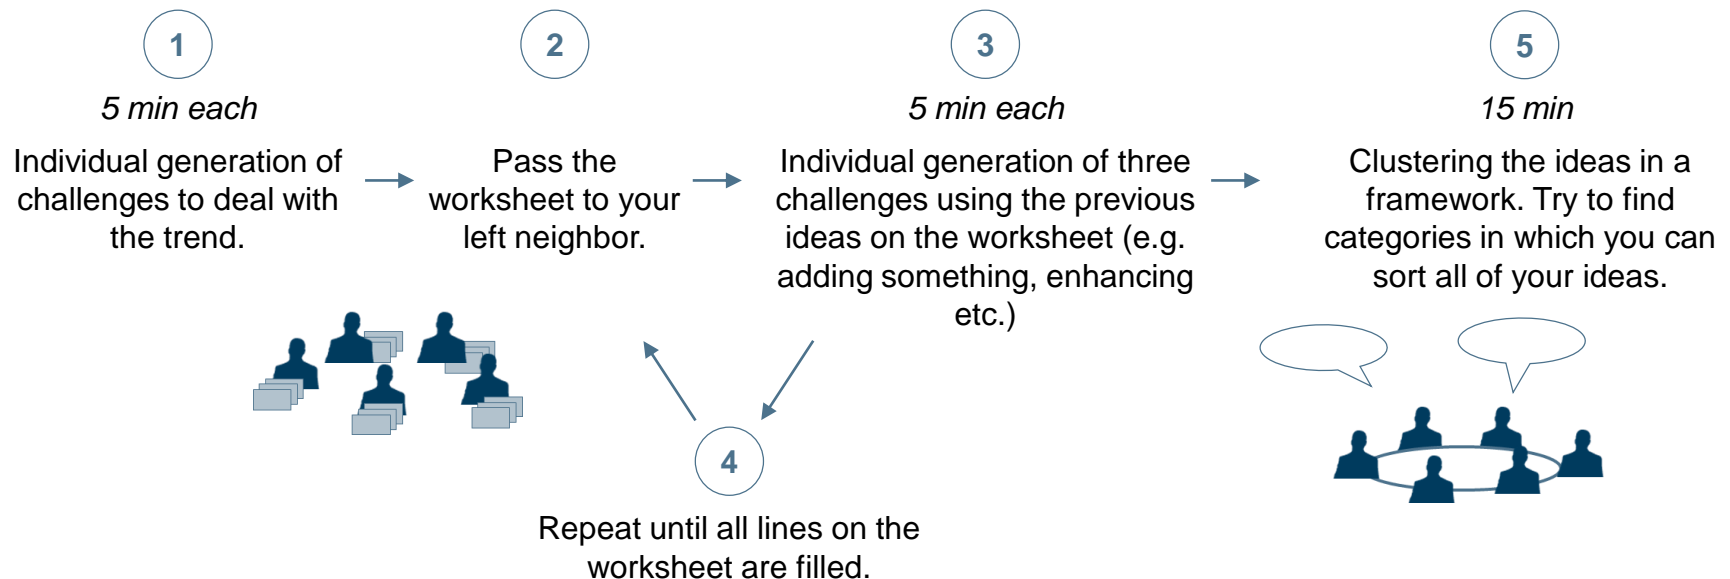 1
5 min each
Individual generation of
challenges to deal with
the trend.
2
Pass the
worksheet to your
left neighbor.
3
5 min each
Individual generation of three
challenges using the previous
ideas on the worksheet (e.g.
adding something, enhancing
etc.)
4
Repeat until all lines on the
worksheet are filled.
5
15 min
Clustering the ideas in a
framework. Try to find
categories in which you can
sort all of your ideas.